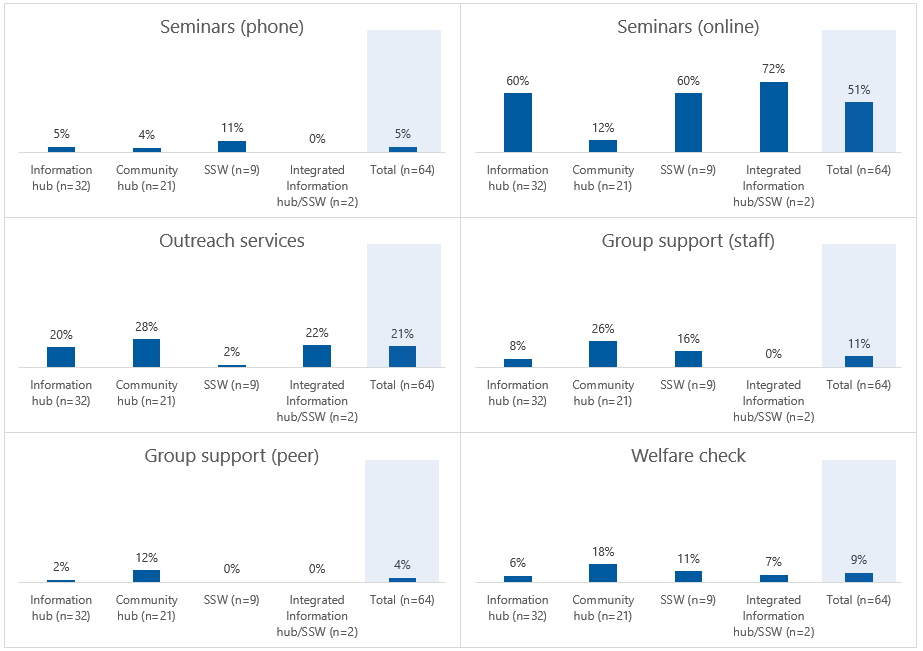 Seminars (phone)
5%
4%
11%
0%
5%
Information
hub (n=32)
Community
hub (n=21)
SSW (n=9)
Integrated
Information
hub/SSW (n=2)
Total (n=64)
Seminars (online)
60%
12%
60%
72%
51%
Information
hub (n=32)
Community
hub (n=21)
SSW (n=9)
Integrated
Information
hub/SSW (n=2)
Total (n=64)
Outreach services
20%
28%
2%
22%
21%
Information
hub (n=32)
Community
hub (n=21)
SSW (n=9)
Integrated
Information
hub/SSW (n=2)
Total (n=64)
Group support (staff)
8%
26%
16%
0%
11%
Information
hub (n=32)
Community
hub (n=21)
SSW (n=9)
Integrated
Information
hub/SSW (n=2)
Total (n=64)
Group support (peer)
2%
12%
0%
0%
4%
Information
hub (n=32)
Community
hub (n=21)
SSW (n=9)
Integrated
Information
hub/SSW (n=2)
Total (n=64)
Welfare check
6%
18%
11%
7%
9%
Information
hub (n=32)
Community
hub (n=21)
SSW (n=9)
Integrated
Information
hub/SSW (n=2)
Total (n=64)